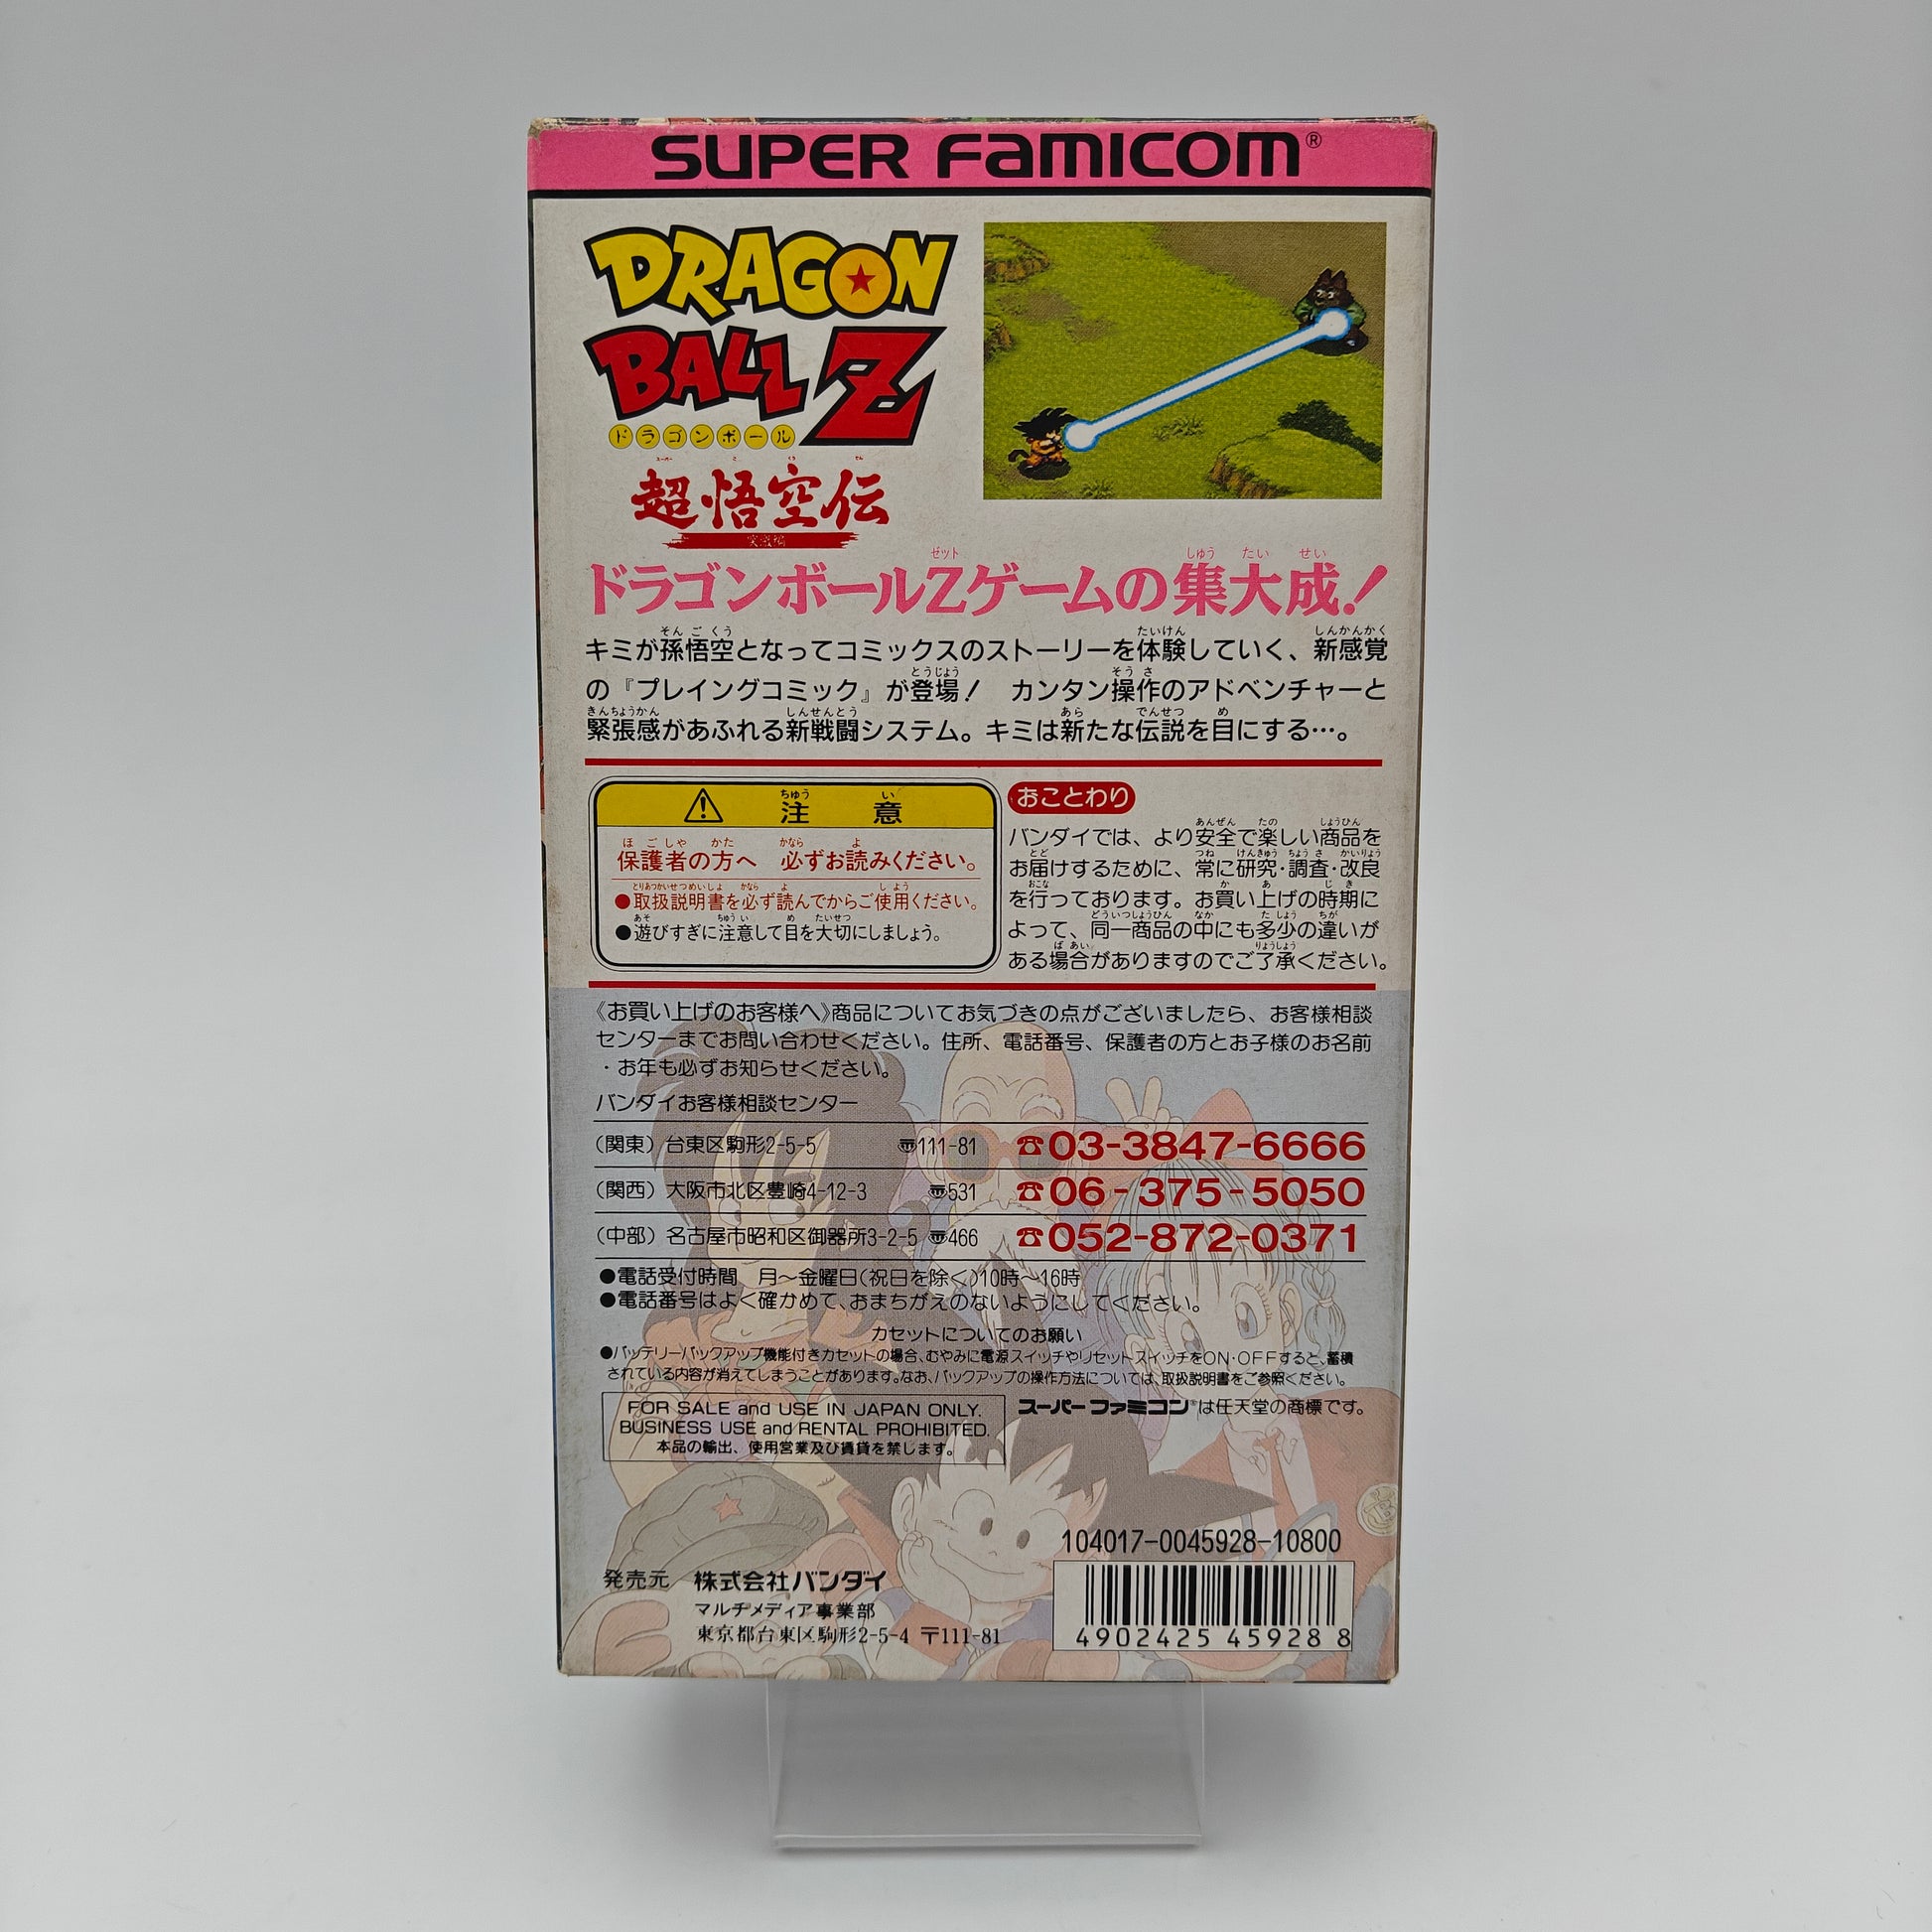 SUPER FAMICOM®
DRAGON
BALL Z
ドラゴンボール
超悟空伝
ドラゴンボールZゲームの集大成!
キミが孫悟空となってコミックスのストーリーを体験していく、新感覚
の『プレイングコミック』が登場! カンタン操作のアドベンチャーと
緊張感があふれる新戦闘システム。キミは新たな伝説を目にする…。
⚠注意
保護者の方へ 必ずお読みください。
●取扱説明書を必ず読んでからご使用ください。
●遊びすぎに注意して目を大切にしましょう。
おことわり
バンダイでは、より安全で楽しい商品を
お届けするために、常に研究・調査・改良
を行っております。お買い上げの時期に
よって、同一商品の中にも多少の違いが
ある場合がありますのでご了承ください。
《お買い上げのお客様へ》商品についてお気づきの点がございましたら、お客様相談
センターまでお問い合わせください。住所、電話番号、保護者の方とお子様のお名前
・お年も必ずお知らせください。
バンダイお客様相談センター
(関東) 台東区駒形2-5-5 〠111-81 ☎03-3847-6666
(関西) 大阪市北区豊崎4-12-3 〠531 ☎06-375-5050
(中部) 名古屋市昭和区御器所3-2-5 〠466 ☎052-872-0371
●電話受付時間 月～金曜日(祝日を除く)10時～16時
●電話番号はよく確かめて、おまちがえのないようにしてください。
カセットについてのお願い
●バッテリーバックアップ機能付きカセットの場合、むやみに電源スイッチやリセットスイッチをON・OFFすると、蓄積
されている内容が消えてしまうことがあります。なお、バックアップの操作方法については、取扱説明書をご参照ください。
FOR SALE and USE IN JAPAN ONLY.
BUSINESS USE and RENTAL PROHIBITED.
本品の輸出、使用営業及び賃貸を禁じます。
スーパーファミコン®は任天堂の商標です。
104017-0045928-10800
発売元 株式会社バンダイ
マルチメディア事業部
東京都台東区駒形2-5-4 〒111-81
4902425 45928 8